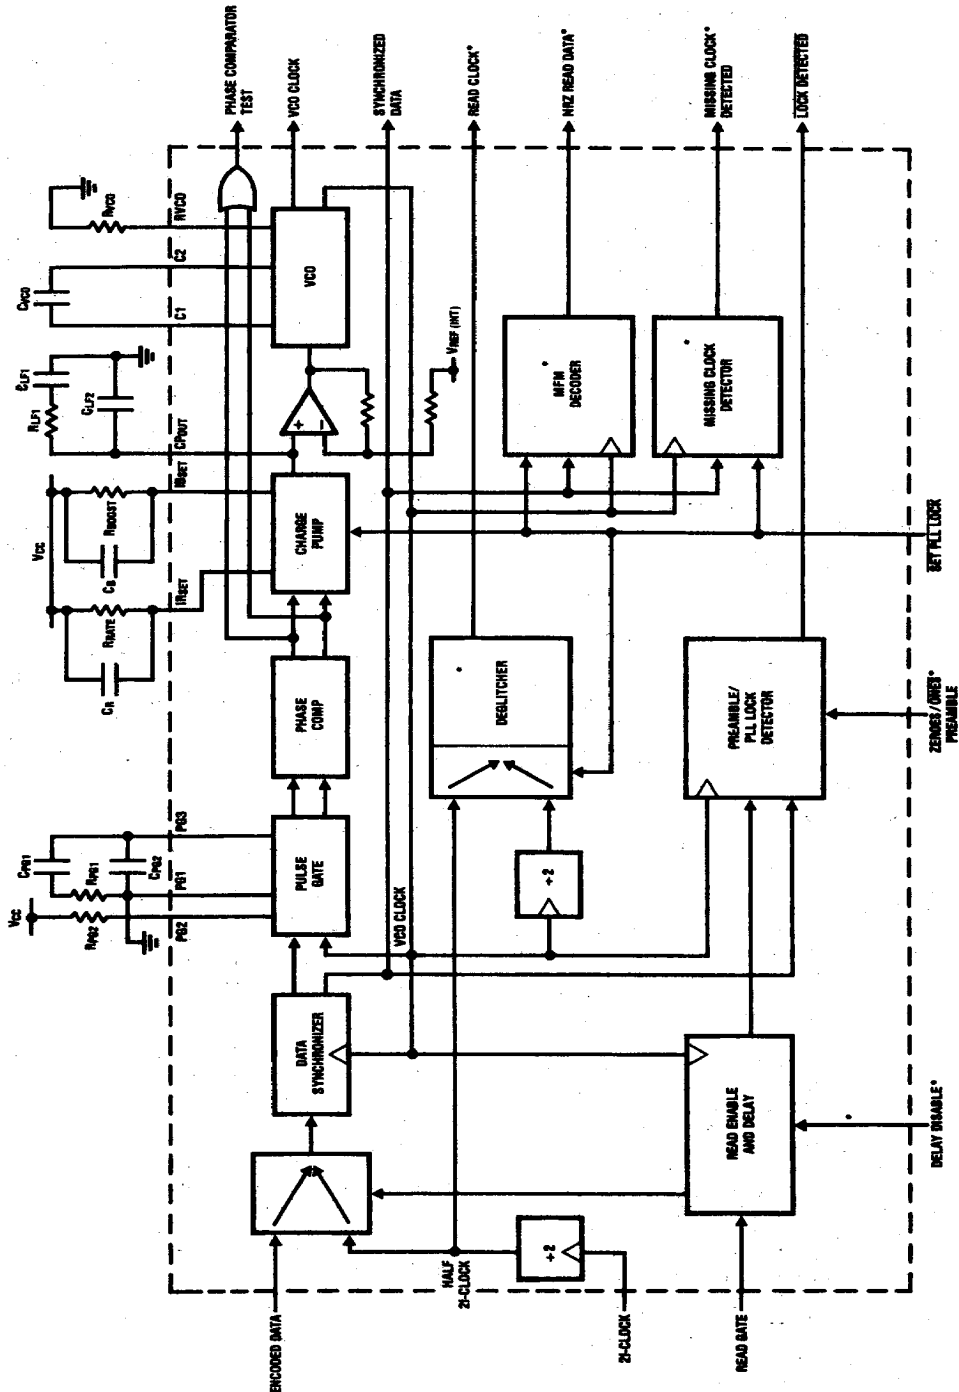 PHASE COMPARATOR
TEST
VCO CLOCK
SYNCHRONIZED
DATA
READ CLOCK*
NRZ READ DATA*
MISSING CLOCK*
DETECTED
LOCK DETECTED
RVCO
RVCO
CVCO
C2
C1
VCO
CLF1
RLF1
CLF2
CPOUT
VREF (INT)
+
−
VCC
RBOOST
CB
IBSET
RRATE
CR
IRSET
CHARGE
PUMP
PHASE
COMP
VCC
CPG1
RPG1
RPG2
CPG2
PG3
PG1
PG2
PULSE
GATE
DATA
SYNCHRONIZER
VCO CLOCK
*
MFM
DECODER
*
MISSING CLOCK
DETECTOR
*
DEGLITCHER
÷2
PREAMBLE/
PLL LOCK
DETECTOR
READ ENABLE
AND DELAY
HALF
2f-CLOCK
÷2
ENCODED DATA
2f-CLOCK
READ GATE
DELAY DISABLE*
ZEROES/ONES*
PREAMBLE
SET PLL LOCK